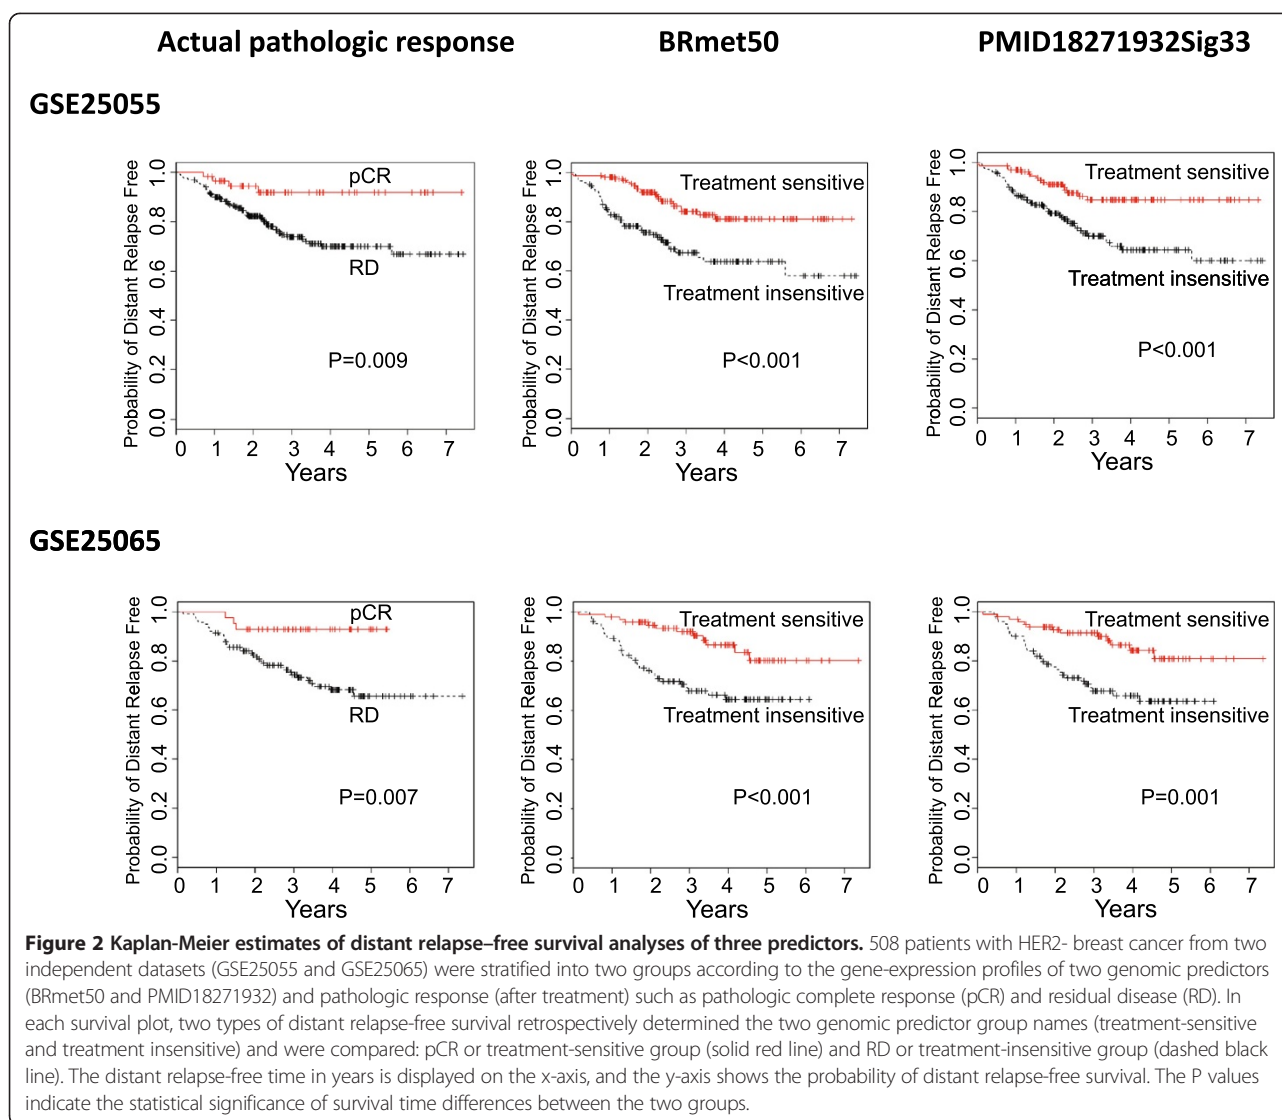 Actual pathologic response
BRmet50
PMID18271932Sig33
GSE25055
Probability of Distant Relapse Free
0.0 0.2 0.4 0.6 0.8 1.0
pCR
RD
P=0.009
0 1 2 3 4 5 6 7
Years
Probability of Distant Relapse Free
0.0 0.2 0.4 0.6 0.8 1.0
Treatment sensitive
Treatment insensitive
P<0.001
0 1 2 3 4 5 6 7
Years
Probability of Distant Relapse Free
0.0 0.2 0.4 0.6 0.8 1.0
Treatment sensitive
Treatment insensitive
P<0.001
0 1 2 3 4 5 6 7
Years
GSE25065
Probability of Distant Relapse Free
0.0 0.2 0.4 0.6 0.8 1.0
pCR
RD
P=0.007
0 1 2 3 4 5 6 7
Years
Probability of Distant Relapse Free
0.0 0.2 0.4 0.6 0.8 1.0
Treatment sensitive
Treatment insensitive
P<0.001
0 1 2 3 4 5 6 7
Years
Probability of Distant Relapse Free
0.0 0.2 0.4 0.6 0.8 1.0
Treatment sensitive
Treatment insensitive
P=0.001
0 1 2 3 4 5 6 7
Years
Figure 2 Kaplan-Meier estimates of distant relapse–free survival analyses of three predictors. 508 patients with HER2- breast cancer from two
independent datasets (GSE25055 and GSE25065) were stratified into two groups according to the gene-expression profiles of two genomic predictors
(BRmet50 and PMID18271932) and pathologic response (after treatment) such as pathologic complete response (pCR) and residual disease (RD). In
each survival plot, two types of distant relapse-free survival retrospectively determined the two genomic predictor group names (treatment-sensitive
and treatment insensitive) and were compared: pCR or treatment-sensitive group (solid red line) and RD or treatment-insensitive group (dashed black
line). The distant relapse-free time in years is displayed on the x-axis, and the y-axis shows the probability of distant relapse-free survival. The P values
indicate the statistical significance of survival time differences between the two groups.